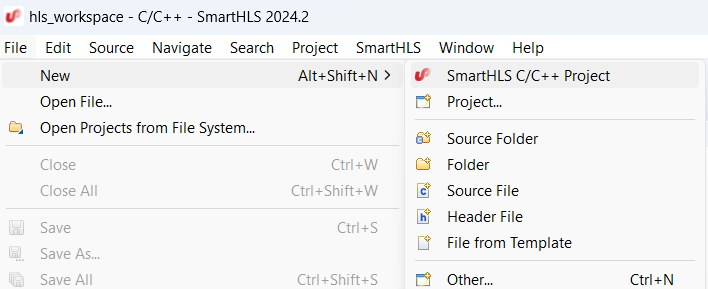 hls_workspace - C/C++ - SmartHLS 2024.2
File Edit Source Navigate Search Project SmartHLS Window Help
New Alt+Shift+N
Open File...
Open Projects from File System...
Close Ctrl+W
Close All Ctrl+Shift+W
Save Ctrl+S
Save As...
Save All Ctrl+Shift+S
SmartHLS C/C++ Project
Project...
Source Folder
Folder
Source File
Header File
File from Template
Other... Ctrl+N